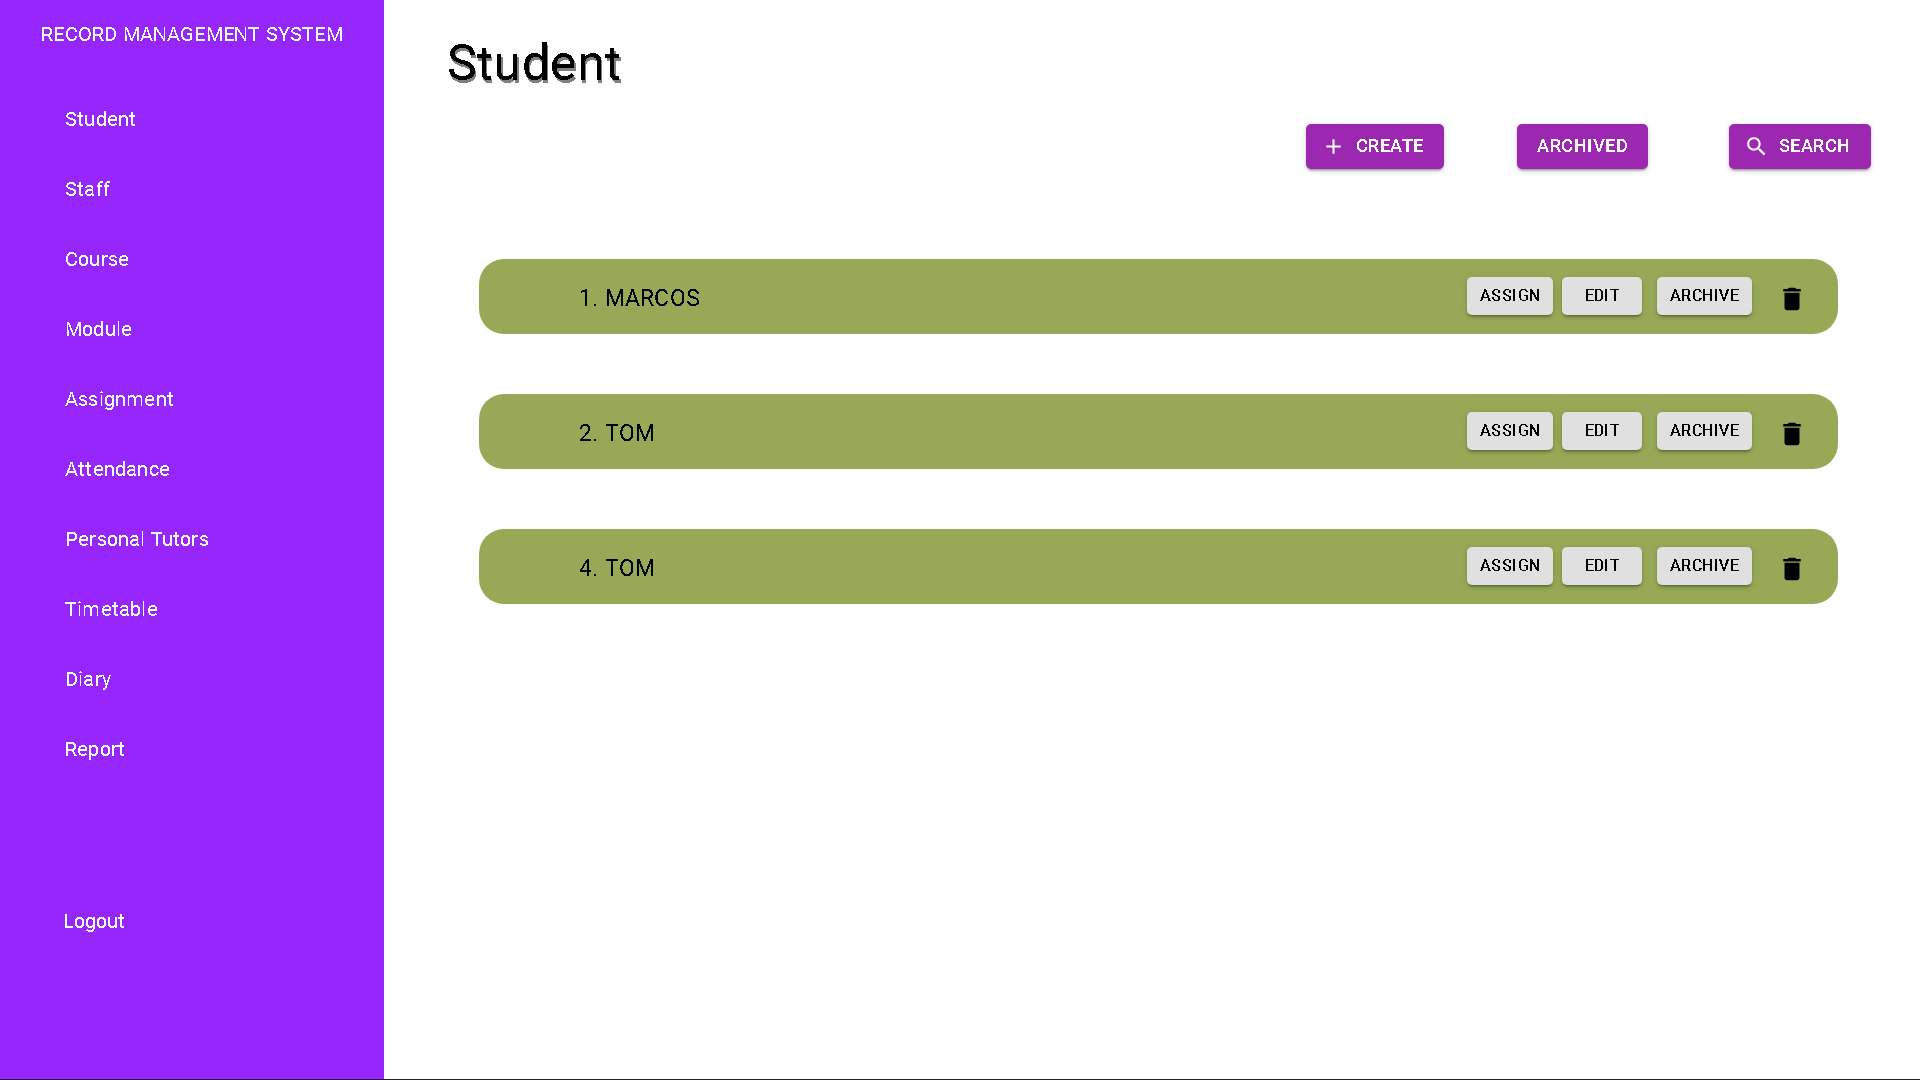 RECORD MANAGEMENT SYSTEM
Student
Staff
Course
Module
Assignment
Attendance
Personal Tutors
Timetable
Diary
Report
Logout
Student
CREATE ARCHIVED SEARCH
1. MARCOS ASSIGN EDIT ARCHIVE
2. TOM ASSIGN EDIT ARCHIVE
4. TOM ASSIGN EDIT ARCHIVE